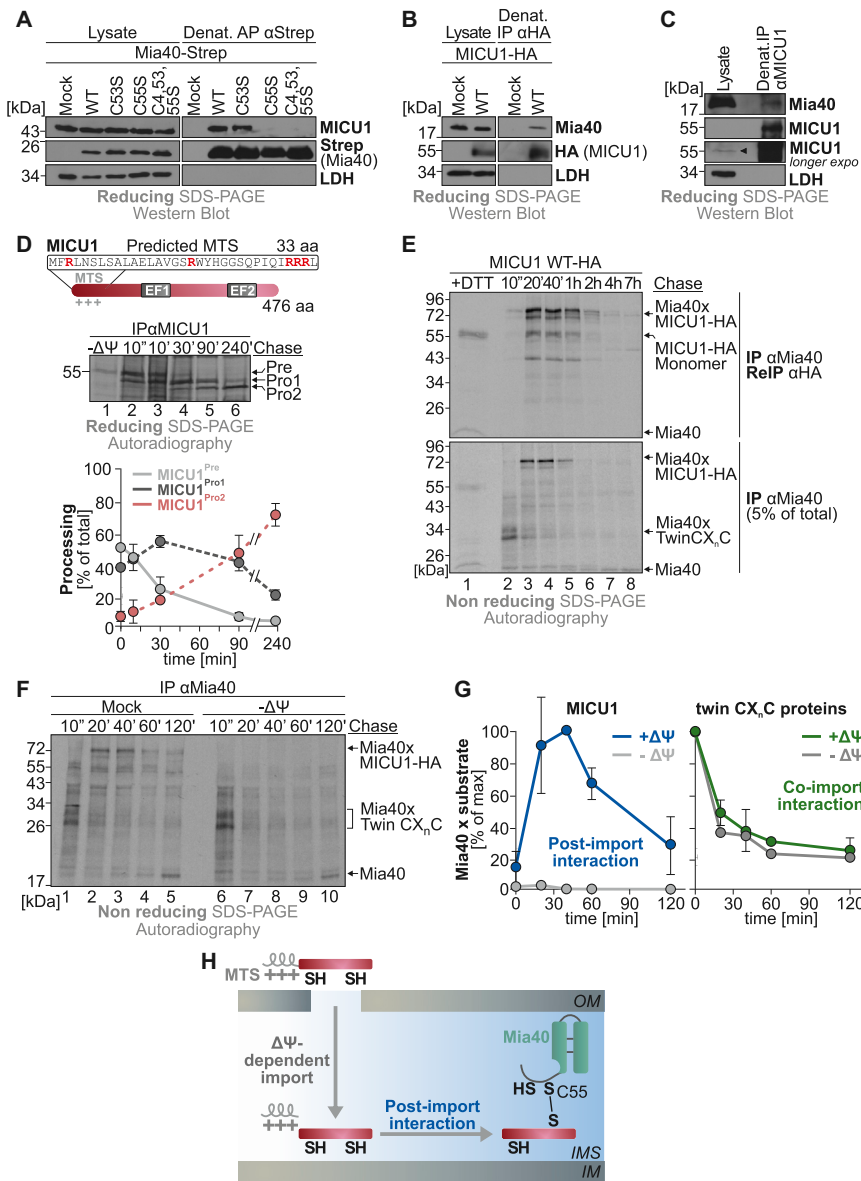 A
Lysate Denat. AP αStrep
Mia40-Strep
Mock WT C53S C55S C4,53,55S Mock WT C53S C55S C4,53,55S
[kDa]
43 MICU1
26 Strep
(Mia40)
34 LDH
Reducing SDS-PAGE
Western Blot
B
Lysate Denat. IP αHA
MICU1-HA
Mock WT Mock WT
[kDa]
17 Mia40
55 HA (MICU1)
34 LDH
Reducing SDS-PAGE
Western Blot
C
Lysate Denat.IP αMICU1
[kDa]
17 Mia40
55 MICU1
55 MICU1
longer expo
34 LDH
Reducing SDS-PAGE
Western Blot
D
MICU1 Predicted MTS 33 aa
MFRLNSLSALAELAVGSRWYHGGSQPIQIRRRL
MTS
+++
EF1 EF2
476 aa
IPαMICU1
-ΔΨ 10" 10' 30' 90' 240' Chase
55
Pre
Pro1
Pro2
1 2 3 4 5 6
Reducing SDS-PAGE
Autoradiography
MICU1Pre
MICU1Pro1
MICU1Pro2
Processing
[% of total]
100
80
60
40
20
0
0 30 60 90 240
time [min]
E
MICU1 WT-HA
+DTT 10" 20' 40' 1h 2h 4h 7h Chase
96
72
55
43
34
26
Mia40x
MICU1-HA
MICU1-HA
Monomer
Mia40
IP αMia40
ReIP αHA
96
72
55
43
34
26
[kDa]
Mia40x
MICU1-HA
Mia40x
TwinCXnC
Mia40
IP αMia40
(5% of total)
1 2 3 4 5 6 7 8
Non reducing SDS-PAGE
Autoradiography
F
IP αMia40
Mock -ΔΨ
10" 20' 40' 60' 120' 10" 20' 40' 60' 120' Chase
72
55
43
34
26
17
[kDa]
Mia40x
MICU1-HA
Mia40x
Twin CXnC
Mia40
1 2 3 4 5 6 7 8 9 10
Non reducing SDS-PAGE
Autoradiography
G
MICU1 twin CXnC proteins
+ΔΨ
- ΔΨ
+ΔΨ
- ΔΨ
Mia40 x substrate
[% of max]
100
80
60
40
20
0
Post-import
interaction
Co-import
interaction
0 30 60 90 120
time [min]
0 30 60 90 120
time [min]
H
MTS +++
SH SH
OM
ΔΨ-
dependent
import
Mia40
HS S C55
S
Post-import
interaction
+++
SH SH
SH
IMS
IM